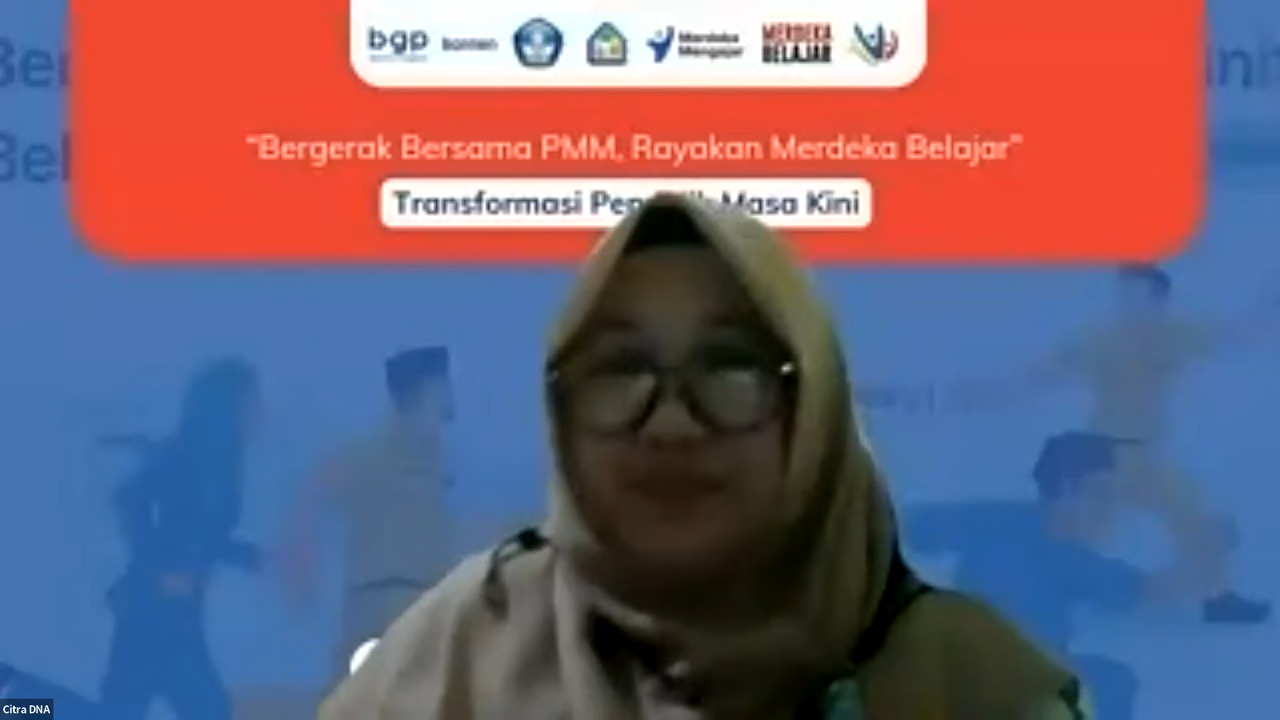 bgp Banten Merdeka Mengajar MERDEKA BELAJAR
"Bergerak Bersama PMM, Rayakan Merdeka Belajar"
Transformasi Masa Kini
Citra DNA